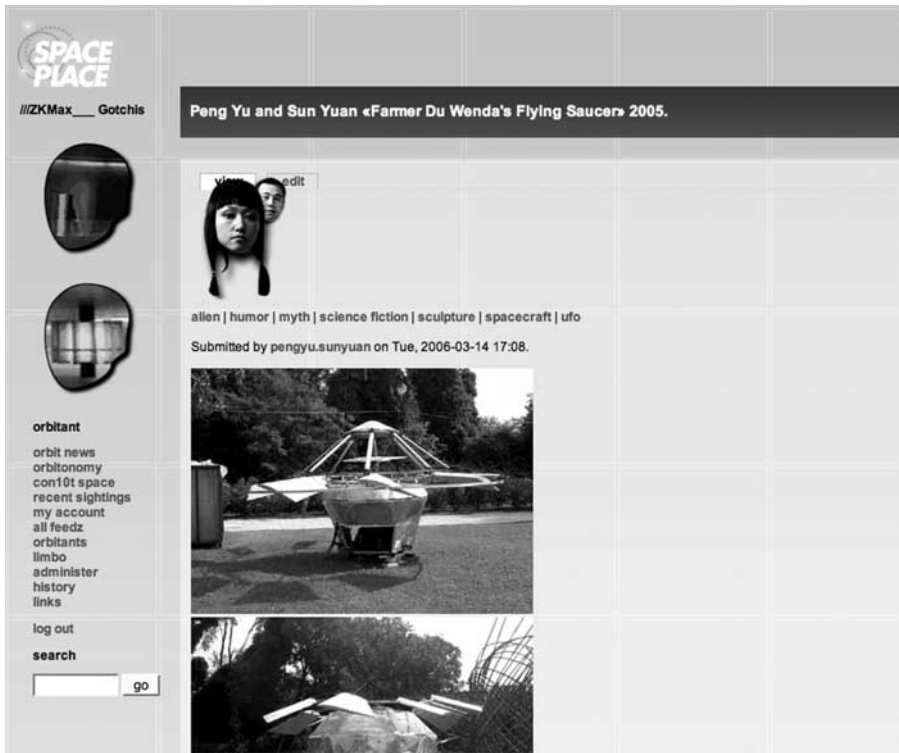 SPACE
PLACE
///ZKMax___ Gotchis
Peng Yu and Sun Yuan «Farmer Du Wenda's Flying Saucer» 2005.
view
edit
alien | humor | myth | science fiction | sculpture | spacecraft | ufo
Submitted by pengyu.sunyuan on Tue, 2006-03-14 17:08.
orbitant
orbit news
orbitonomy
con10t space
recent sightings
my account
all feedz
orbitants
limbo
administer
history
links
log out
search
go